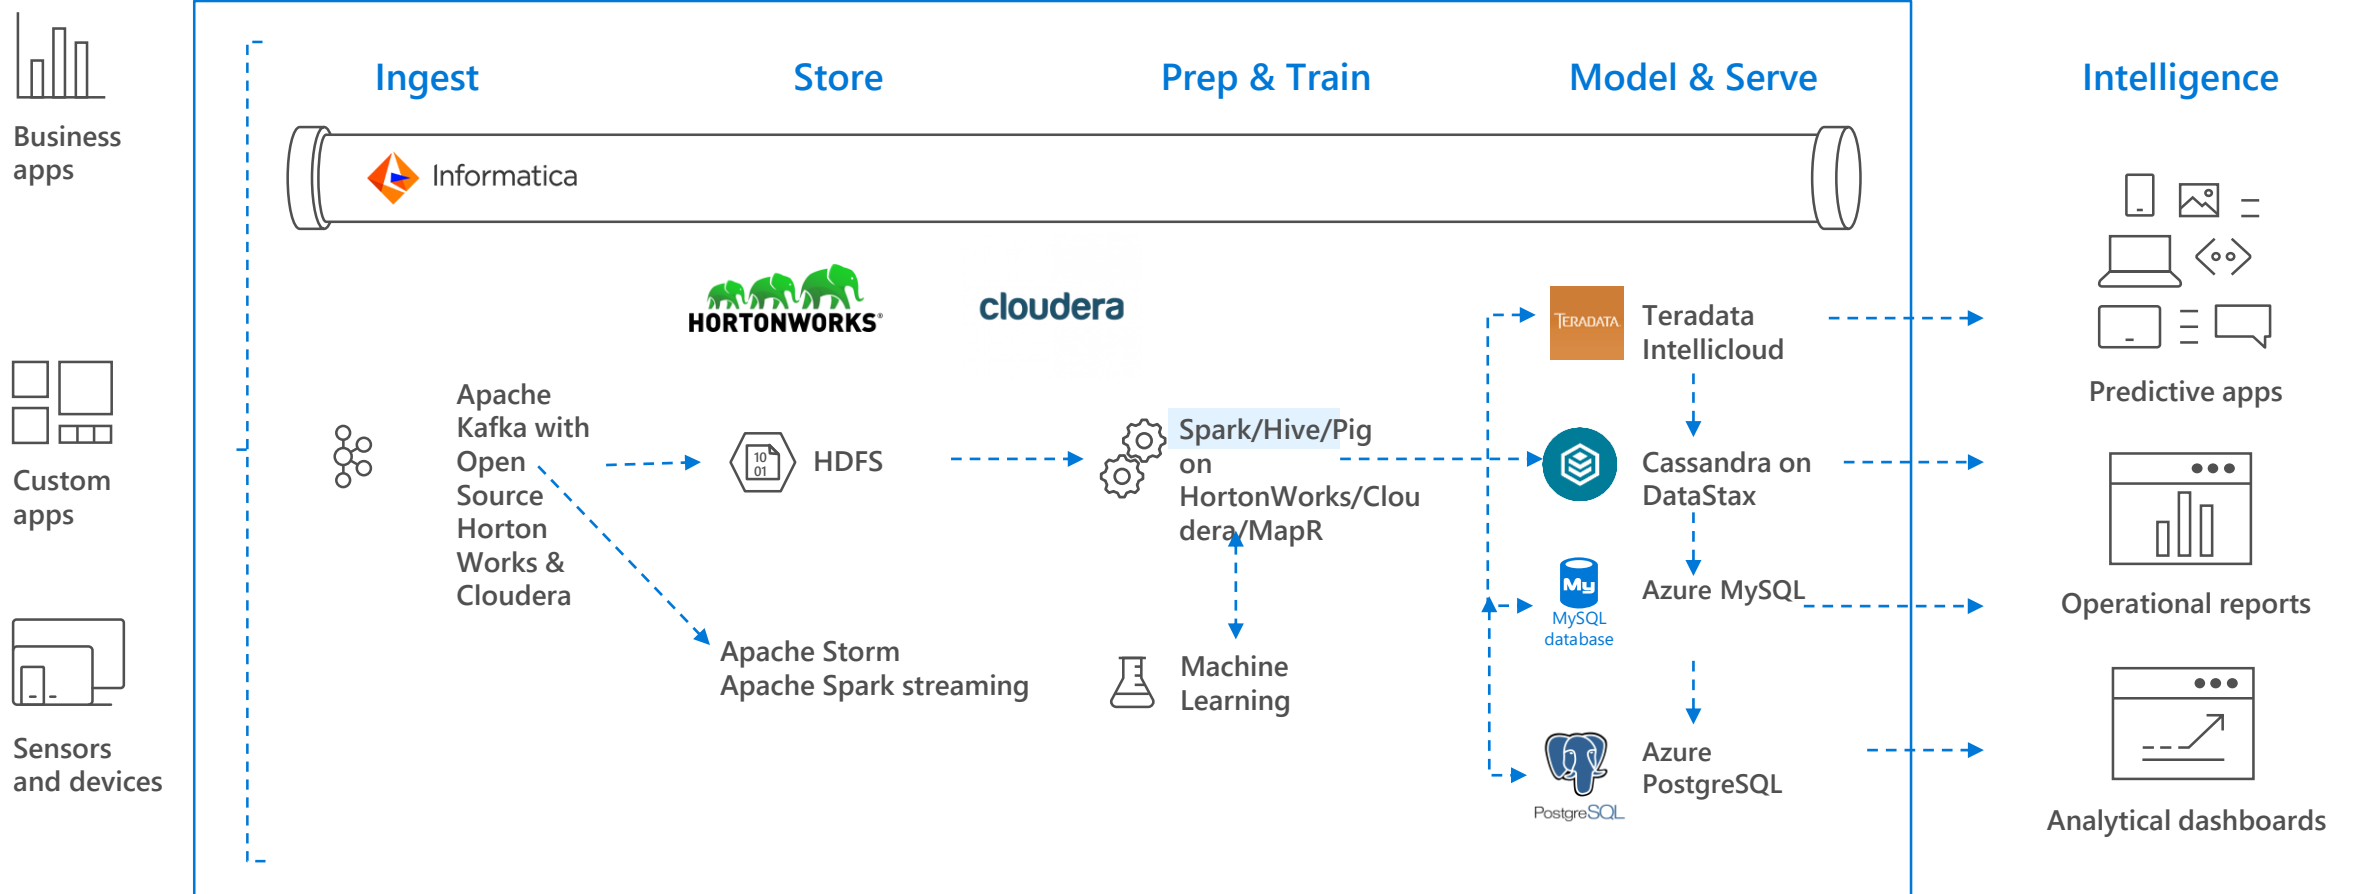 Ingest
Store
Prep & Train
Model & Serve
Intelligence
Business
apps
Informatica
HORTONWORKS®
cloudera
TERADATA.
Teradata
Intellicloud
Predictive apps
Custom
apps
Apache
Kafka with
Open
Source
Horton
Works &
Cloudera
10
01
HDFS
Spark/Hive/Pig
on
HortonWorks/Clou
dera/MapR
Cassandra on
DataStax
My
MySQL
database
Azure MySQL
Operational reports
Sensors
and devices
Apache Storm
Apache Spark streaming
Machine
Learning
PostgreSQL
Azure
PostgreSQL
Analytical dashboards